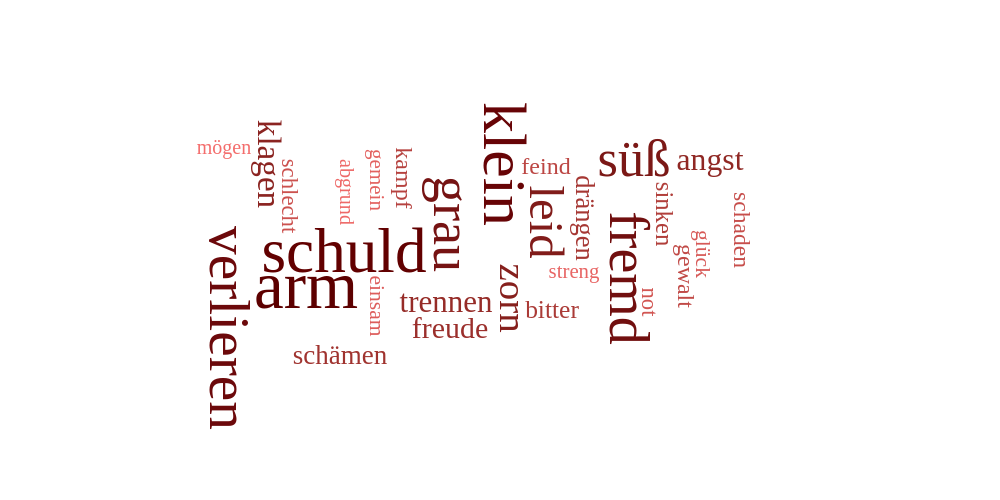 mögen
klagen
schlecht
abgrund
gemein
kampf
grau
klein
feind
leid
drängen
süß
angst
sinken
schaden
fremd
glück
gewalt
not
streng
schuld
arm
verlieren
einsam
trennen
freude
zorn
bitter
schämen